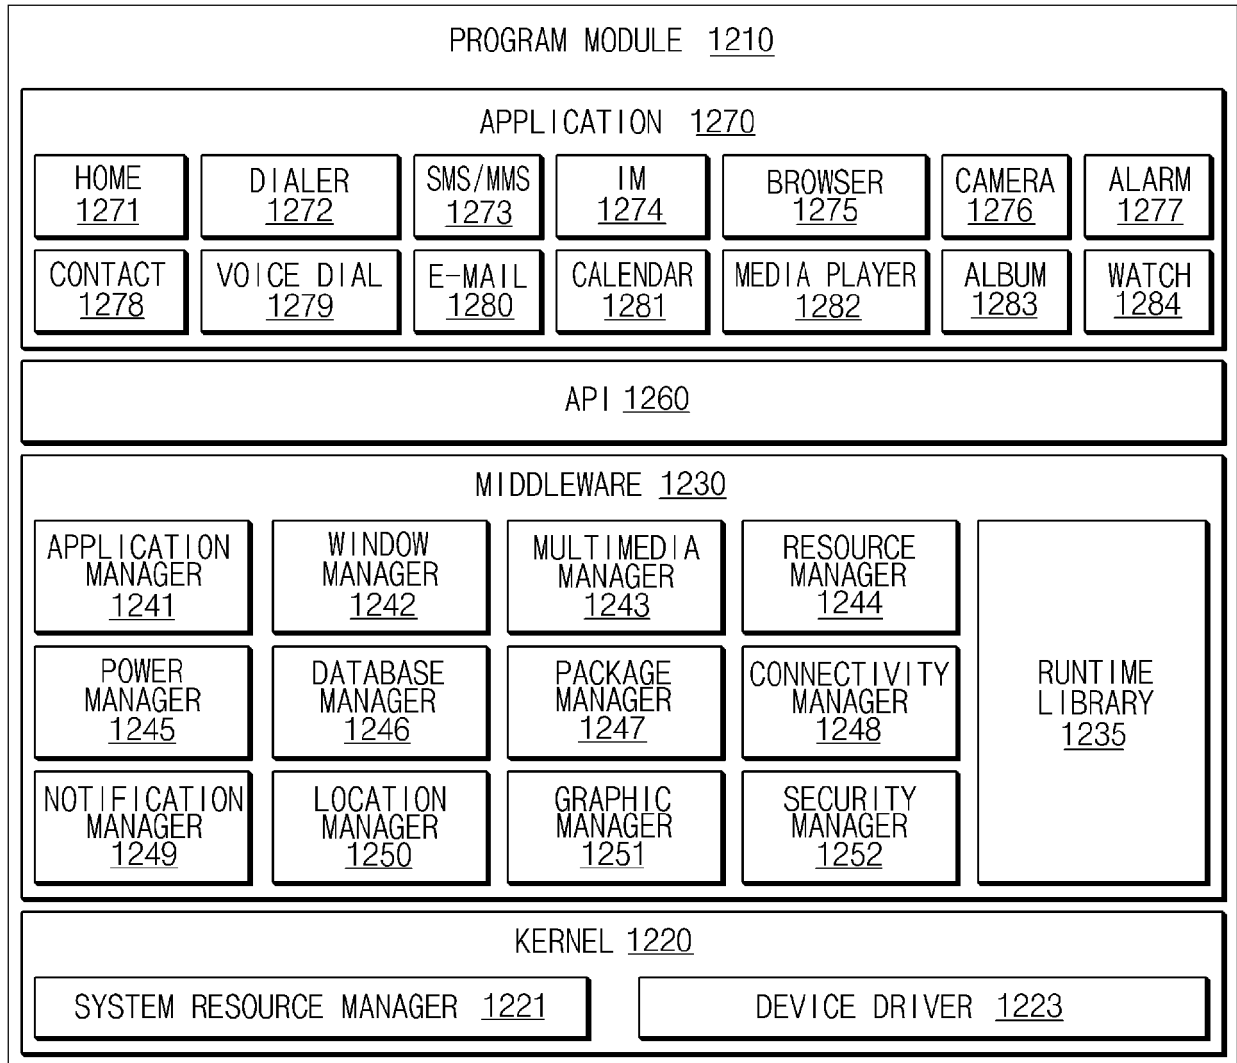 PROGRAM MODULE 1210
APPLICATION 1270
HOME
1271
DIALER
1272
SMS/MMS
1273
IM
1274
BROWSER
1275
CAMERA
1276
ALARM
1277
CONTACT
1278
VOICE DIAL
1279
E-MAIL
1280
CALENDAR
1281
MEDIA PLAYER
1282
ALBUM
1283
WATCH
1284
API 1260
MIDDLEWARE 1230
APPLICATION
MANAGER
1241
WINDOW
MANAGER
1242
MULTIMEDIA
MANAGER
1243
RESOURCE
MANAGER
1244
POWER
MANAGER
1245
DATABASE
MANAGER
1246
PACKAGE
MANAGER
1247
CONNECTIVITY
MANAGER
1248
RUNTIME
LIBRARY
1235
NOTIFICATION
MANAGER
1249
LOCATION
MANAGER
1250
GRAPHIC
MANAGER
1251
SECURITY
MANAGER
1252
KERNEL 1220
SYSTEM RESOURCE MANAGER 1221
DEVICE DRIVER 1223